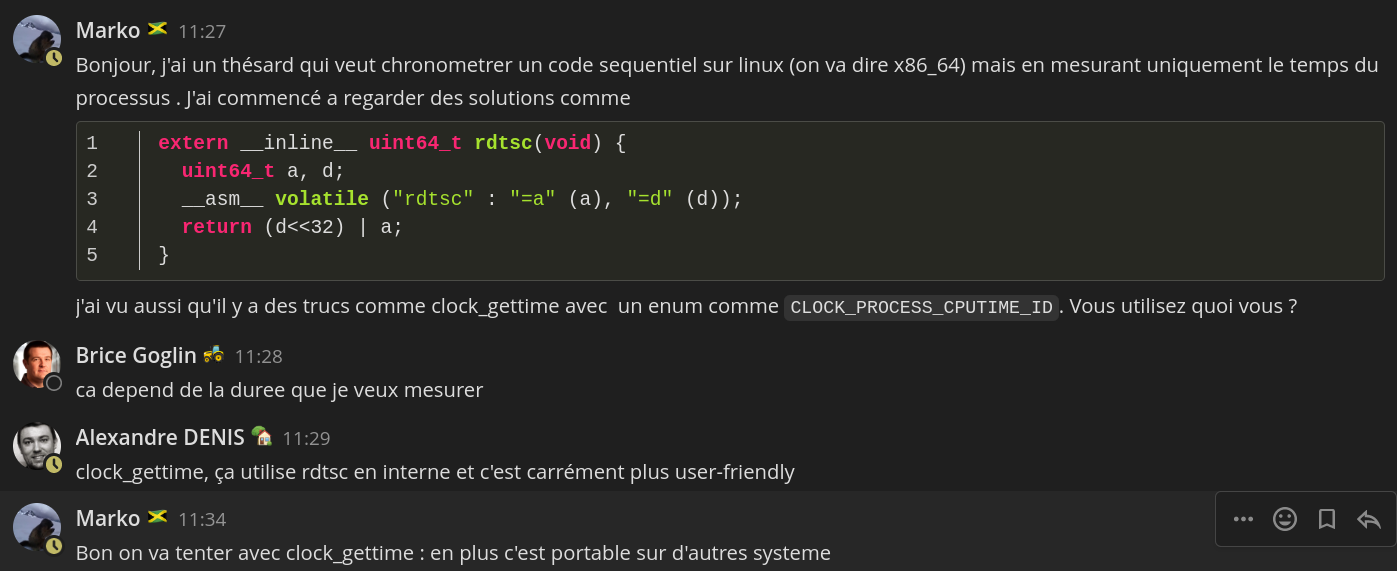 Marko 11:27
Bonjour, j'ai un thésard qui veut chronometrer un code sequentiel sur linux (on va dire x86_64) mais en mesurant uniquement le temps du
processus . J'ai commencé a regarder des solutions comme
1 extern __inline__ uint64_t rdtsc(void) {
2   uint64_t a, d;
3   __asm__ volatile ("rdtsc" : "=a" (a), "=d" (d));
4   return (d<<32) | a;
5 }
j'ai vu aussi qu'il y a des trucs comme clock_gettime avec  un enum comme CLOCK_PROCESS_CPUTIME_ID. Vous utilisez quoi vous ?
Brice Goglin 11:28
ca depend de la duree que je veux mesurer
Alexandre DENIS 11:29
clock_gettime, ça utilise rdtsc en interne et c'est carrément plus user-friendly
Marko 11:34
Bon on va tenter avec clock_gettime : en plus c'est portable sur d'autres systeme